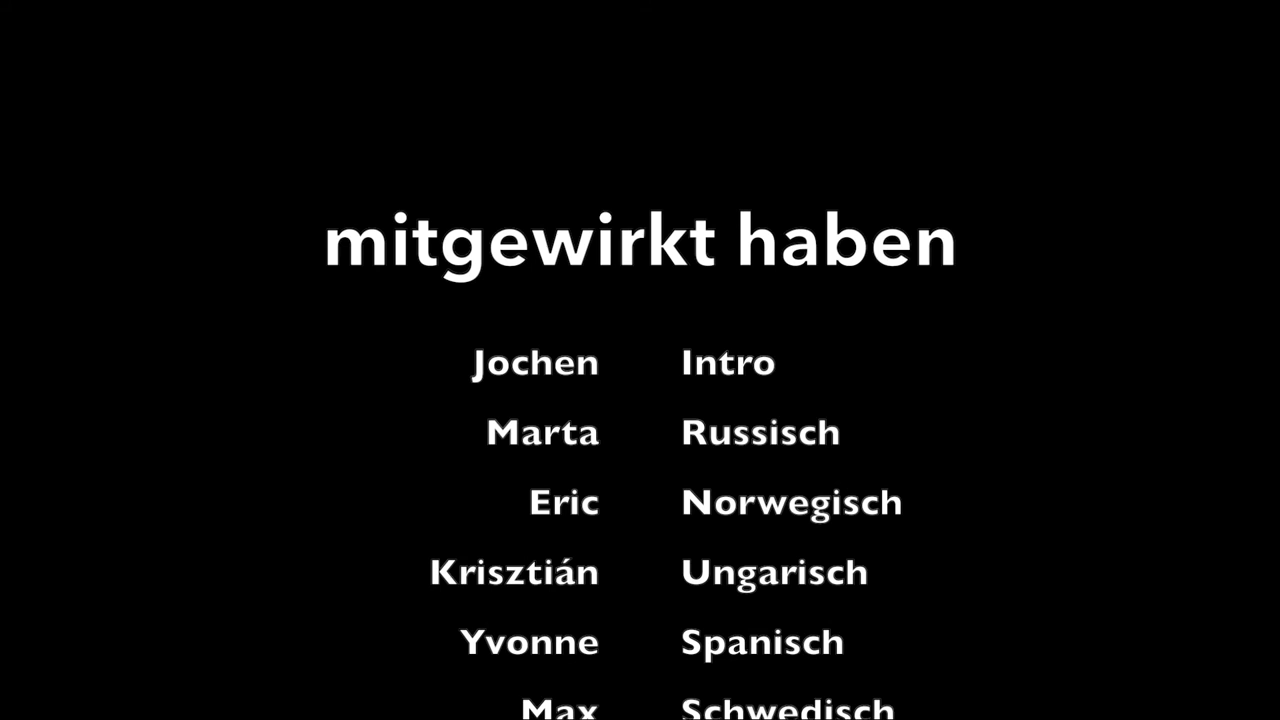 mitgewirkt haben
Jochen Intro
Marta Russisch
Eric Norwegisch
Krisztián Ungarisch
Yvonne Spanisch
Max Schwedisch